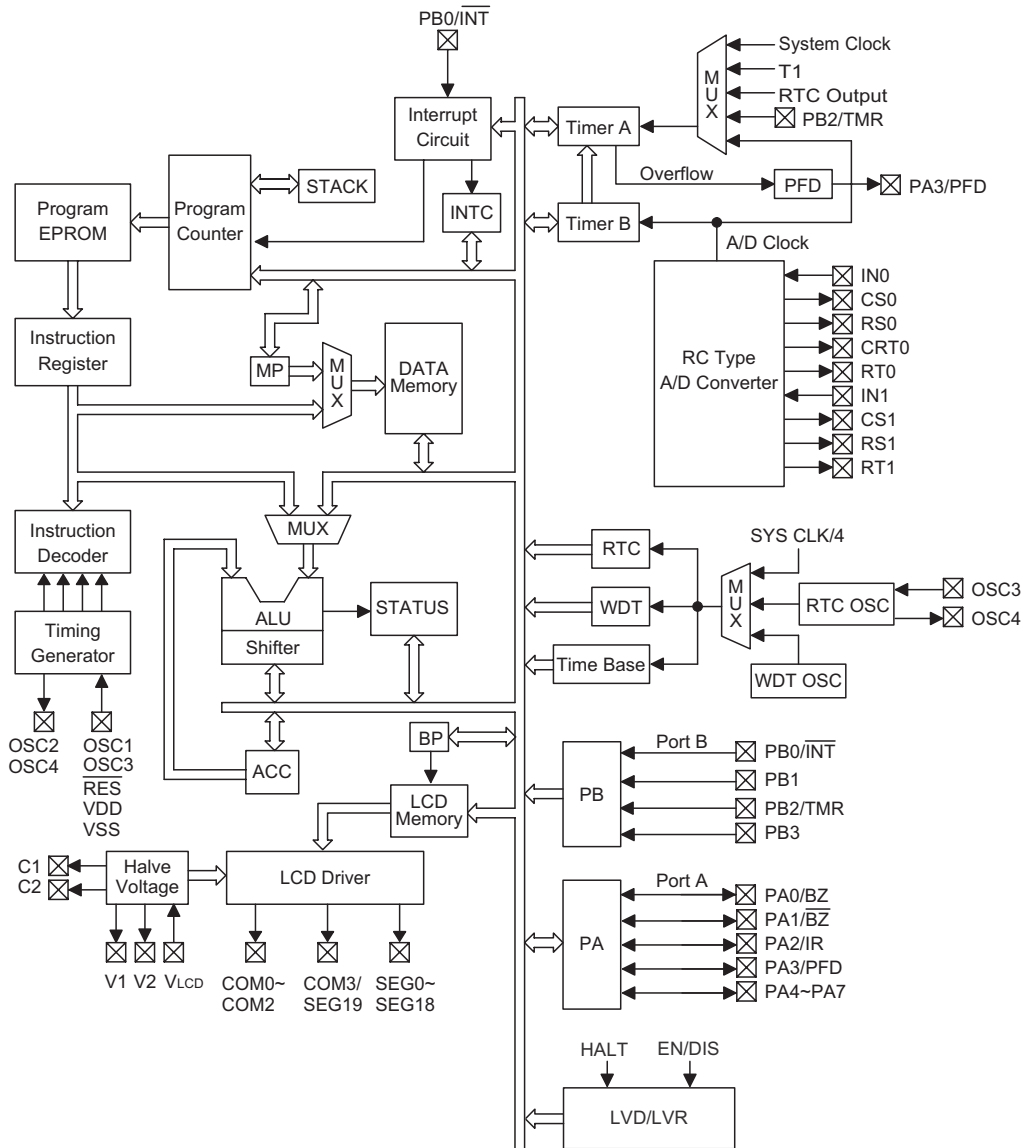 PB0/INT
System Clock
T1
RTC Output
PB2/TMR
MUX
Interrupt
Circuit
Timer A
Overflow
PFD
PA3/PFD
STACK
INTC
Program
EPROM
Program
Counter
Timer B
A/D Clock
Instruction
Register
MP
MUX
DATA
Memory
RC Type
A/D Converter
IN0
CS0
RS0
CRT0
RT0
IN1
CS1
RS1
RT1
Instruction
Decoder
MUX
ALU
Shifter
STATUS
RTC
WDT
Time Base
MUX
SYS CLK/4
RTC OSC
OSC3
OSC4
WDT OSC
Timing
Generator
OSC2
OSC4
OSC1
OSC3
RES
VDD
VSS
ACC
BP
LCD
Memory
PB
Port B
PB0/INT
PB1
PB2/TMR
PB3
C1
C2
Halve
Voltage
LCD Driver
V1
V2
VLCD
COM0~
COM2
COM3/
SEG19
SEG0~
SEG18
PA
Port A
PA0/BZ
PA1/BZ
PA2/IR
PA3/PFD
PA4~PA7
HALT
EN/DIS
LVD/LVR